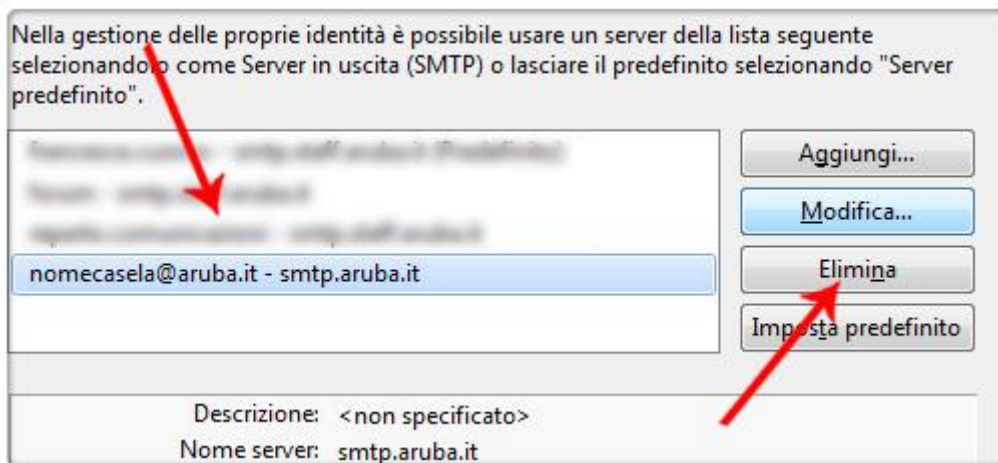 Nella gestione delle proprie identità è possibile usare un server della lista seguente
selezionandolo come Server in uscita (SMTP) o lasciare il predefinito selezionando "Server
predefinito".
Aggiungi...
Modifica...
nomecasela@aruba.it - smtp.aruba.it
Elimina
Imposta predefinito
Descrizione: <non specificato>
Nome server: smtp.aruba.it